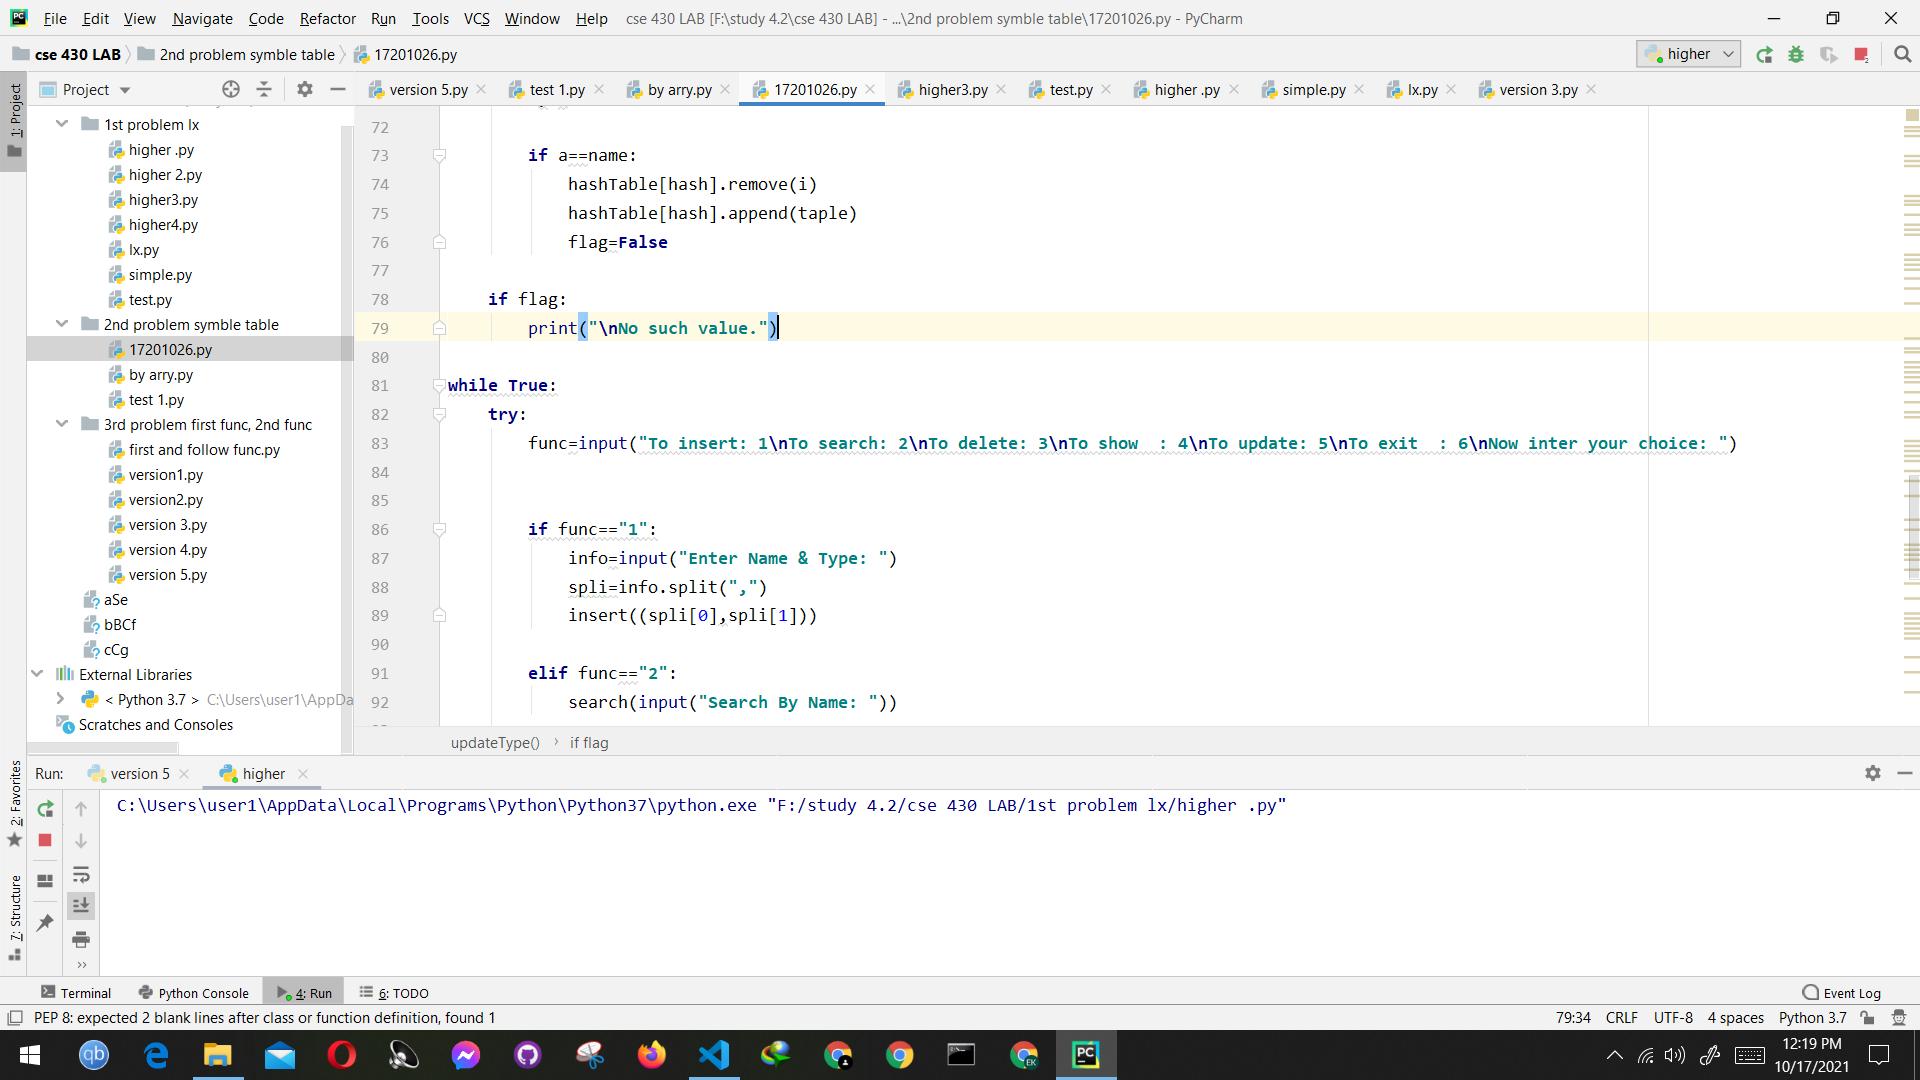 File Edit View Navigate Code Refactor Run Tools VCS Window Help cse 430 LAB [F:\study 4.2\cse 430 LAB] - ...\2nd problem symble table\17201026.py - PyCharm
cse 430 LAB 2nd problem symble table 17201026.py higher
1: Project
Project
version 5.py test 1.py by arry.py 17201026.py higher3.py test.py higher .py simple.py lx.py version 3.py
1st problem lx
higher .py
higher 2.py
higher3.py
higher4.py
lx.py
simple.py
test.py
2nd problem symble table
17201026.py
by arry.py
test 1.py
3rd problem first func, 2nd func
first and follow func.py
version1.py
version2.py
version 3.py
version 4.py
version 5.py
aSe
bBCf
cCg
External Libraries
< Python 3.7 > C:\Users\user1\AppDa
Scratches and Consoles
72
73 if a==name:
74 hashTable[hash].remove(i)
75 hashTable[hash].append(taple)
76 flag=False
77
78 if flag:
79 print("\nNo such value.")
80
81 while True:
82 try:
83 func=input("To insert: 1\nTo search: 2\nTo delete: 3\nTo show  : 4\nTo update: 5\nTo exit  : 6\nNow inter your choice: ")
84
85
86 if func=="1":
87 info=input("Enter Name & Type: ")
88 spli=info.split(",")
89 insert((spli[0],spli[1]))
90
91 elif func=="2":
92 search(input("Search By Name: "))
updateType() › if flag
2: Favorites
7: Structure
Run: version 5 higher
C:\Users\user1\AppData\Local\Programs\Python\Python37\python.exe "F:/study 4.2/cse 430 LAB/1st problem lx/higher .py"
Terminal Python Console 4: Run 6: TODO Event Log
PEP 8: expected 2 blank lines after class or function definition, found 1 79:34 CRLF UTF-8 4 spaces Python 3.7
qb EK PC 12:19 PM
10/17/2021